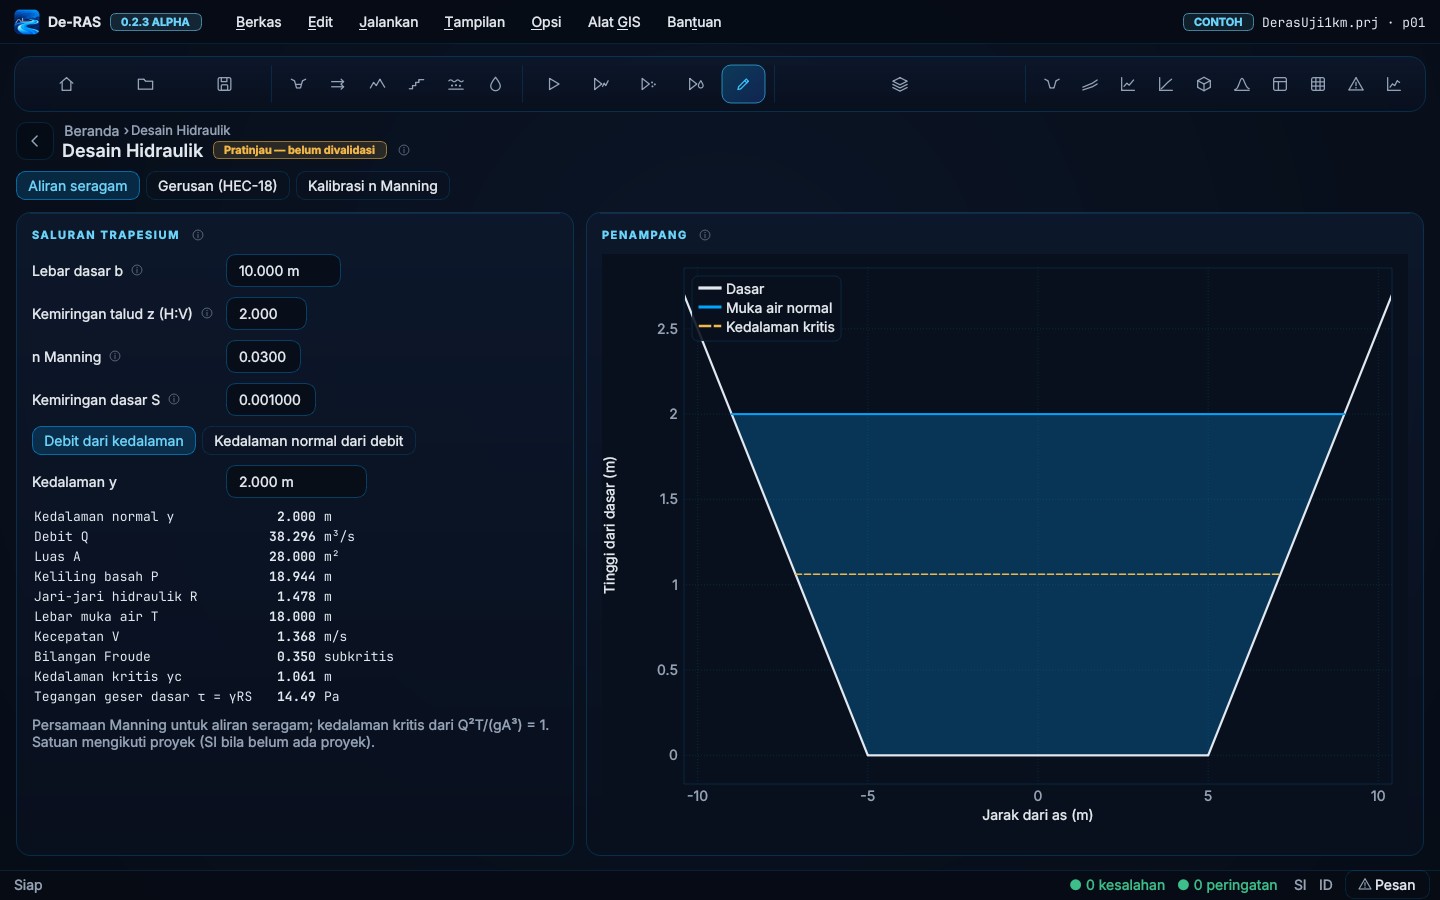 De-RAS 0.2.3 ALPHA Berkas Edit Jalankan Tampilan Opsi Alat GIS Bantuan CONTOH DerasUji1km.prj · p01
Beranda › Desain Hidraulik
Desain Hidraulik Pratinjau — belum divalidasi
Aliran seragam Gerusan (HEC-18) Kalibrasi n Manning
SALURAN TRAPESIUM
Lebar dasar b 10.000 m
Kemiringan talud z (H:V) 2.000
n Manning 0.0300
Kemiringan dasar S 0.001000
Debit dari kedalaman Kedalaman normal dari debit
Kedalaman y 2.000 m
Kedalaman normal y 2.000 m
Debit Q 38.296 m³/s
Luas A 28.000 m²
Keliling basah P 18.944 m
Jari-jari hidraulik R 1.478 m
Lebar muka air T 18.000 m
Kecepatan V 1.368 m/s
Bilangan Froude 0.350 subkritis
Kedalaman kritis yc 1.061 m
Tegangan geser dasar τ = γRS 14.49 Pa
Persamaan Manning untuk aliran seragam; kedalaman kritis dari Q²T/(gA³) = 1.
Satuan mengikuti proyek (SI bila belum ada proyek).
PENAMPANG
Dasar
Muka air normal
Kedalaman kritis
2.5
2
1.5
1
0.5
0
Tinggi dari dasar (m)
-10 -5 0 5 10
Jarak dari as (m)
Siap 0 kesalahan 0 peringatan SI ID Pesan